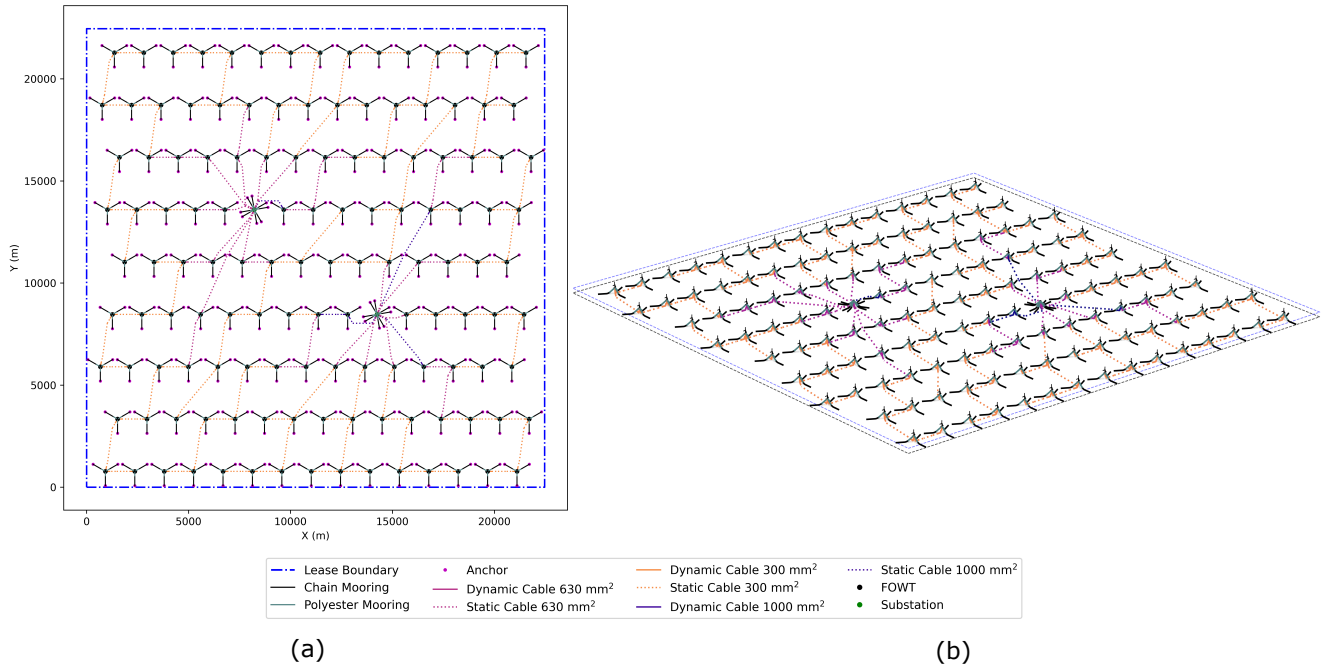 20000
15000
10000
5000
0
Y (m)
0 5000 10000 15000 20000
X (m)
Lease Boundary
Chain Mooring
Polyester Mooring
Anchor
Dynamic Cable 630 mm²
Static Cable 630 mm²
Dynamic Cable 300 mm²
Static Cable 300 mm²
Dynamic Cable 1000 mm²
Static Cable 1000 mm²
FOWT
Substation
(a)
(b)